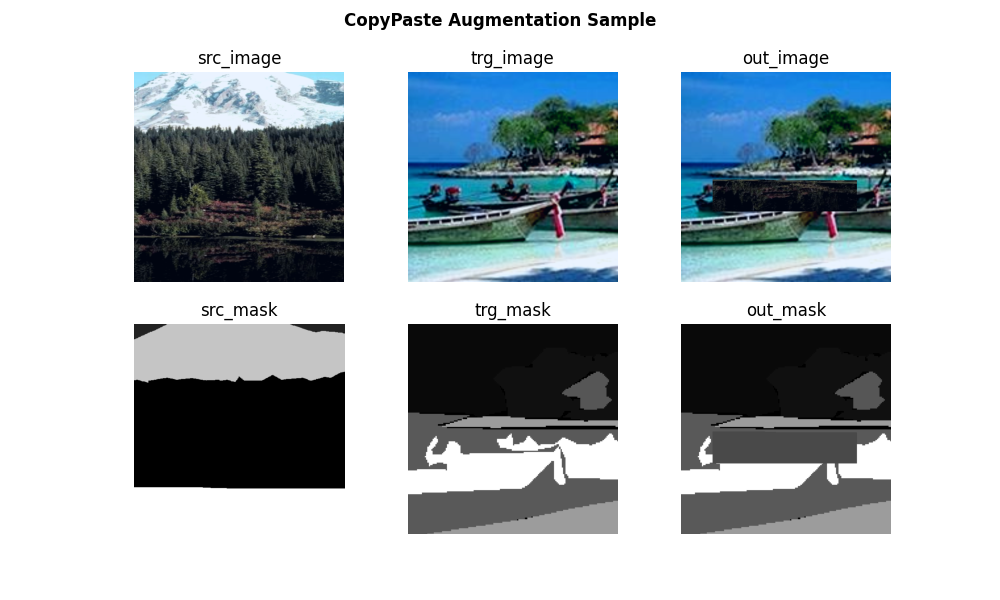 CopyPaste Augmentation Sample
src_image
trg_image
out_image
src_mask
trg_mask
out_mask